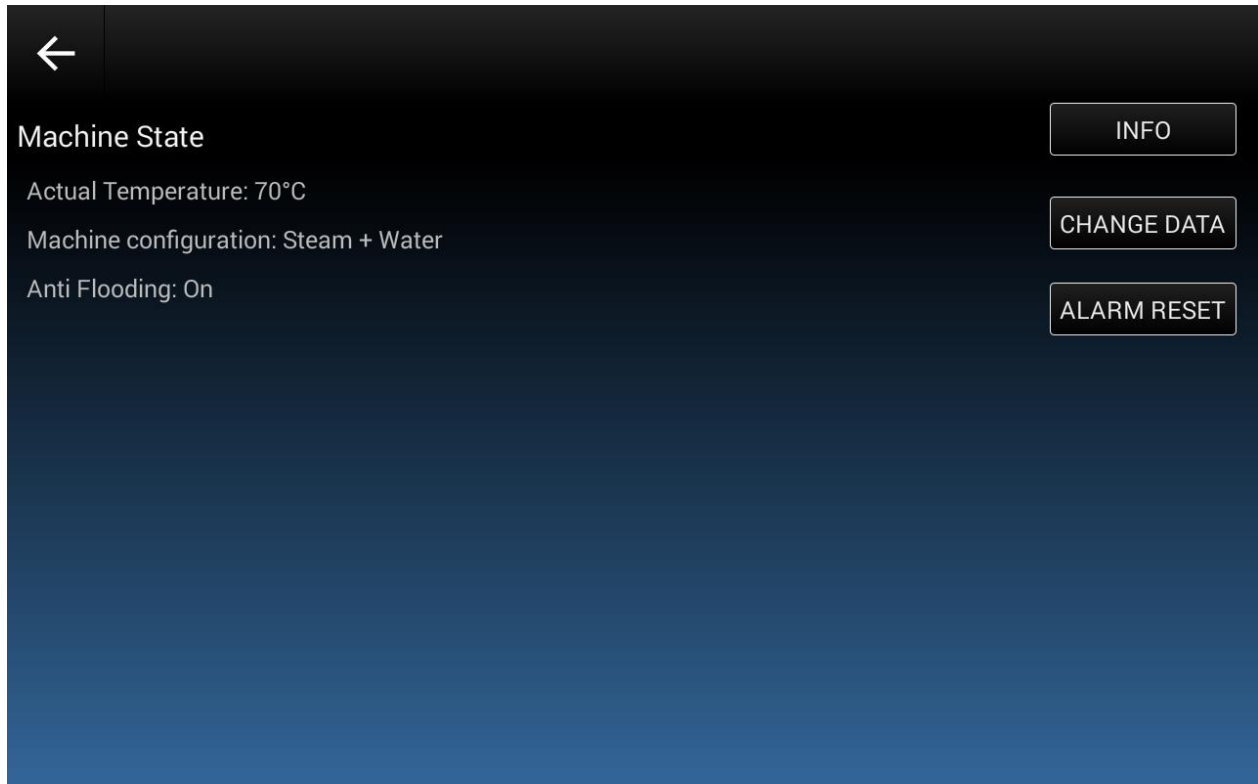 Machine State
Actual Temperature: 70°C
Machine configuration: Steam + Water
Anti Flooding: On
INFO
CHANGE DATA
ALARM RESET